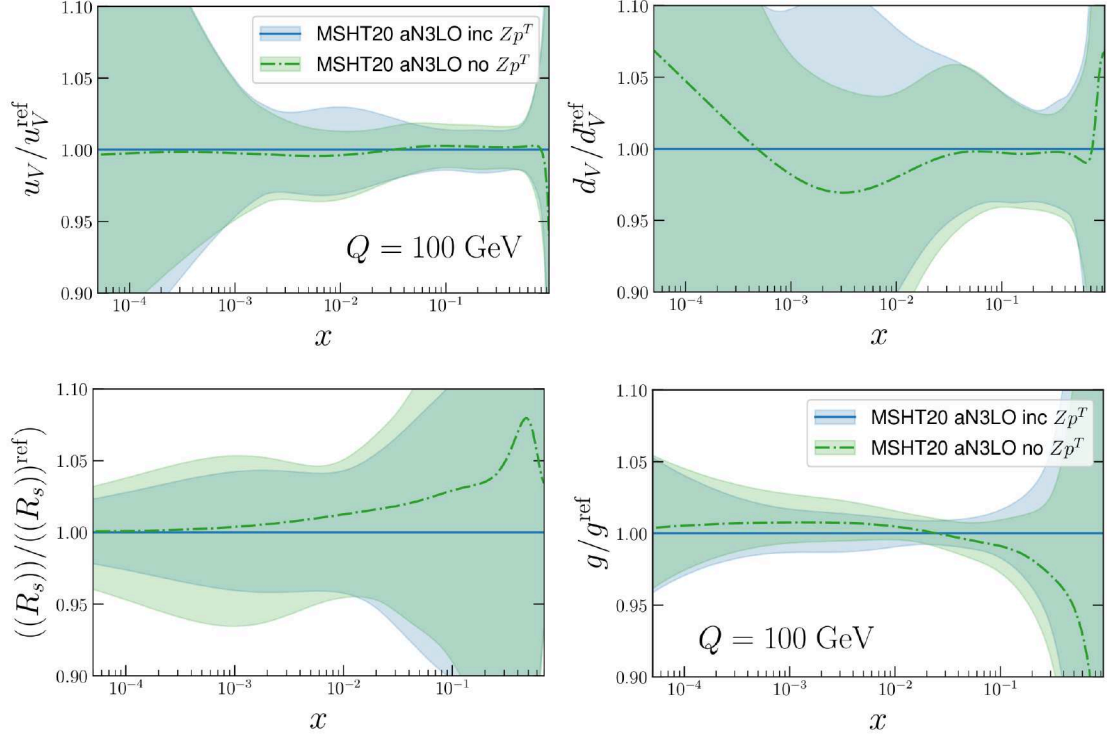 1.10
1.05
1.00
0.95
0.90
u_V/u_V^ref
MSHT20 aN3LO inc Zp^T
MSHT20 aN3LO no Zp^T
Q = 100 GeV
10^−4
10^−3
10^−2
10^−1
x
1.10
1.05
1.00
0.95
0.90
d_V/d_V^ref
10^−4
10^−3
10^−2
10^−1
x
1.10
1.05
1.00
0.95
0.90
((R_s))/((R_s))^ref)
10^−4
10^−3
10^−2
10^−1
x
1.10
1.05
1.00
0.95
0.90
g/g^ref
MSHT20 aN3LO inc Zp^T
MSHT20 aN3LO no Zp^T
Q = 100 GeV
10^−4
10^−3
10^−2
10^−1
x